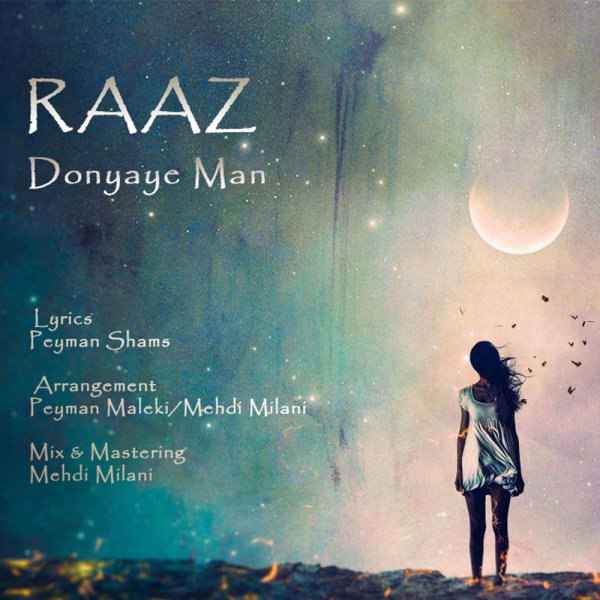 RAAZ
Donyaye Man
Lyrics
Peyman Shams
Arrangement
Peyman Maleki/Mehdi Milani
Mix & Mastering
Mehdi Milani